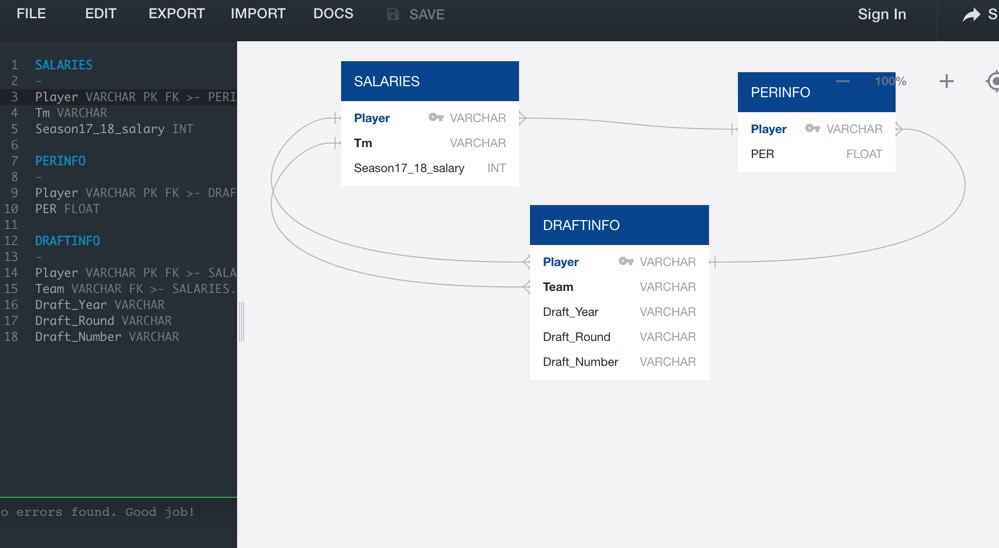 FILE EDIT EXPORT IMPORT DOCS SAVE Sign In S
1 SALARIES
2 -
3 Player VARCHAR PK FK >- PERI
4 Tm VARCHAR
5 Season17_18_salary INT
6
7 PERINFO
8 -
9 Player VARCHAR PK FK >- DRAF
10 PER FLOAT
11
12 DRAFTINFO
13 -
14 Player VARCHAR PK FK >- SALA
15 Team VARCHAR FK >- SALARIES.
16 Draft_Year VARCHAR
17 Draft_Round VARCHAR
18 Draft_Number VARCHAR
o errors found. Good job!
100%
SALARIES
Player VARCHAR
Tm VARCHAR
Season17_18_salary INT
PERINFO
Player VARCHAR
PER FLOAT
DRAFTINFO
Player VARCHAR
Team VARCHAR
Draft_Year VARCHAR
Draft_Round VARCHAR
Draft_Number VARCHAR